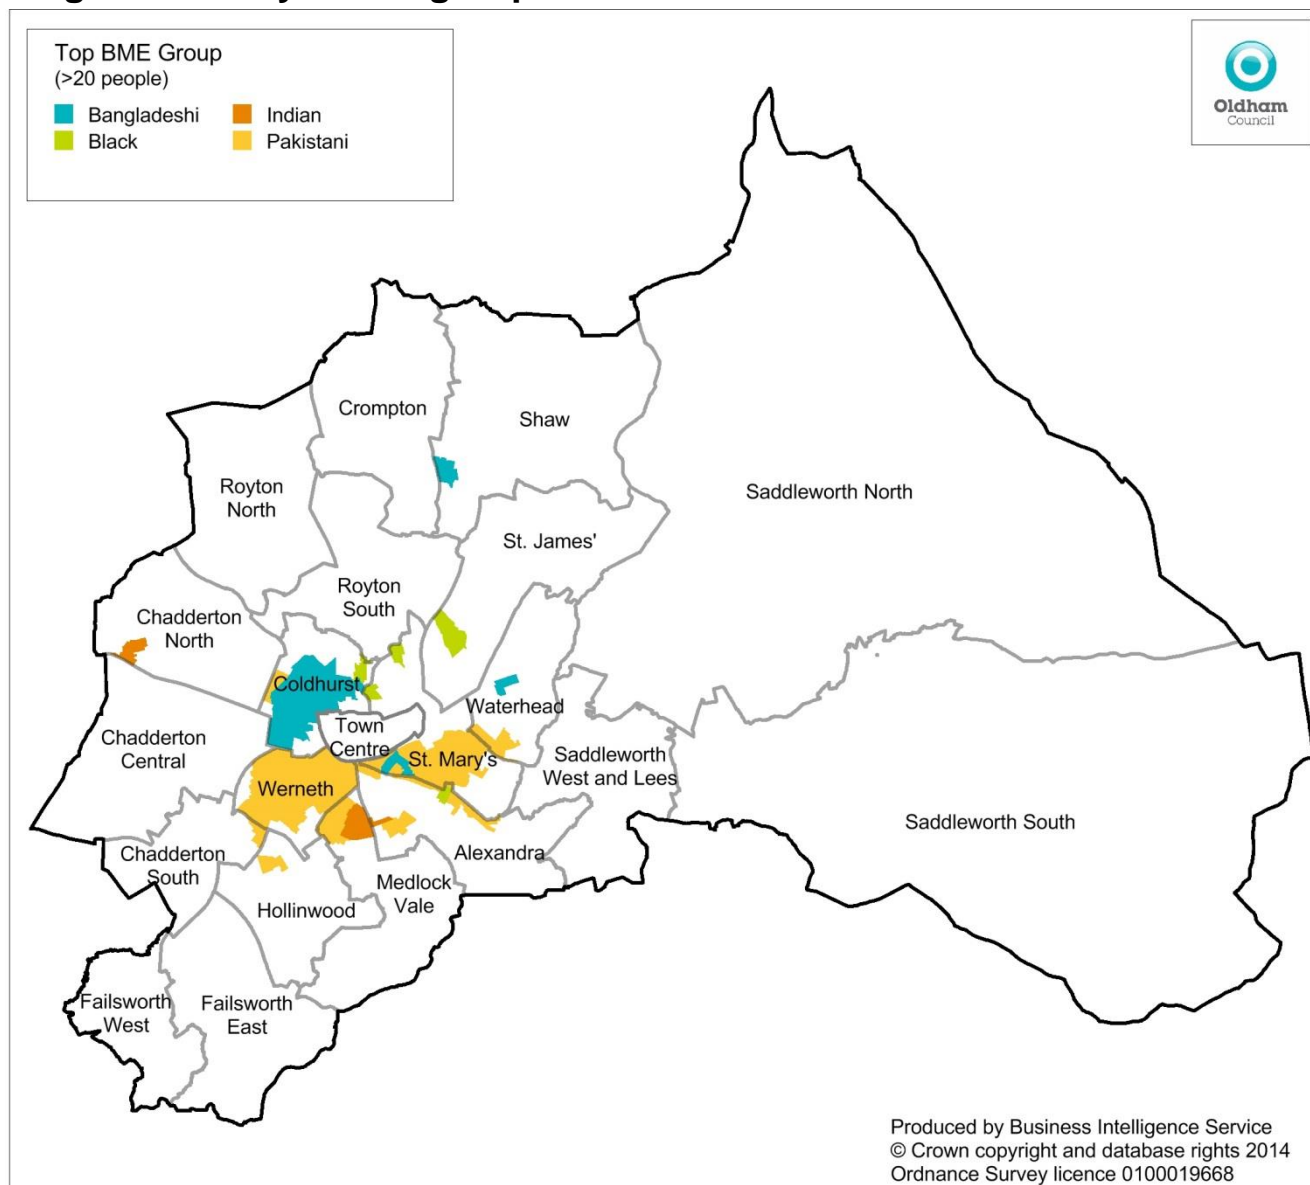 Top BME Group
(>20 people)
Bangladeshi
Indian
Black
Pakistani
Oldham
Council
Crompton
Shaw
Royton
North
Saddleworth North
St. James'
Royton
South
Chadderton
North
Coldhurst
Waterhead
Town
Centre
Chadderton
Central
St. Mary's
Saddleworth
West and Lees
Werneth
Saddleworth South
Chadderton
South
Alexandra
Medlock
Vale
Hollinwood
Failsworth
West
Failsworth
East
Produced by Business Intelligence Service
© Crown copyright and database rights 2014
Ordnance Survey licence 0100019668